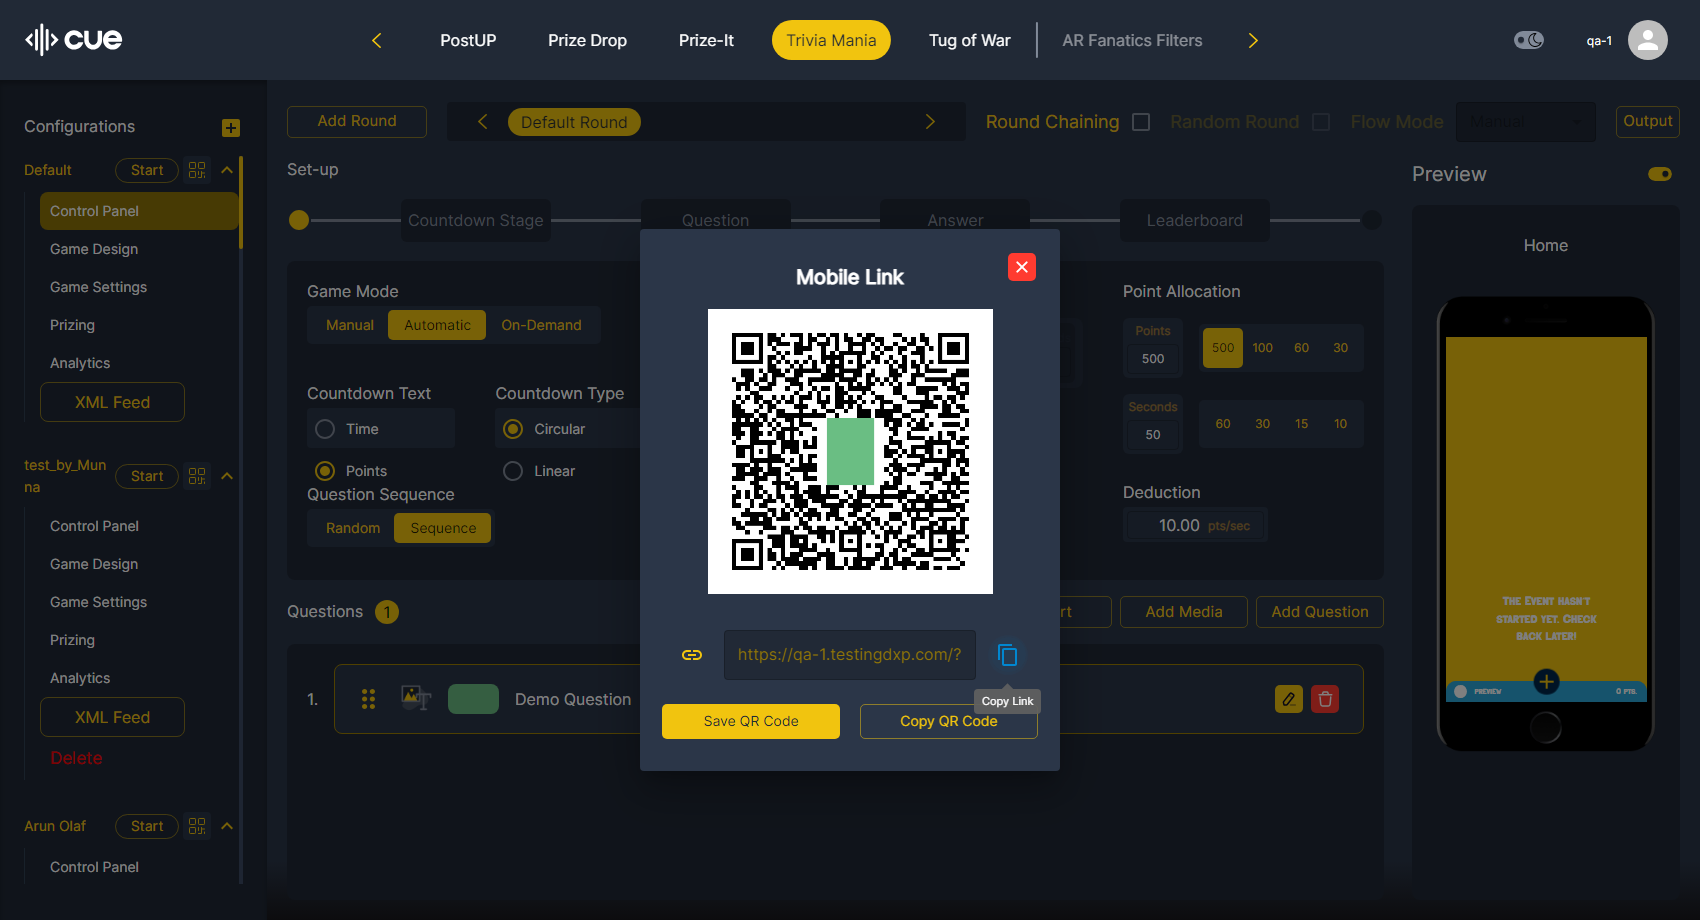 cue
PostUP
Prize Drop
Prize-It
Trivia Mania
Tug of War
AR Fanatics Filters
qa-1
Configurations
Default
Start
Control Panel
Game Design
Game Settings
Prizing
Analytics
XML Feed
test_by_Mun
na
Start
Control Panel
Game Design
Game Settings
Prizing
Analytics
XML Feed
Delete
Arun Olaf
Start
Control Panel
Add Round
Default Round
Round Chaining
Random Round
Flow Mode
Manual
Output
Set-up
Countdown Stage
Question
Answer
Leaderboard
Game Mode
Manual
Automatic
On-Demand
Countdown Text
Time
Points
Countdown Type
Circular
Linear
Question Sequence
Random
Sequence
Point Allocation
Points
500
500
100
60
30
Seconds
50
60
30
15
10
Deduction
10.00 pts/sec
Questions 1
rt
Add Media
Add Question
1.
Demo Question
Mobile Link
https://qa-1.testingdxp.com/?
Copy Link
Save QR Code
Copy QR Code
Preview
Home
The Event hasn't
started yet. Check
back later!
PREVIEW
0 PTS.